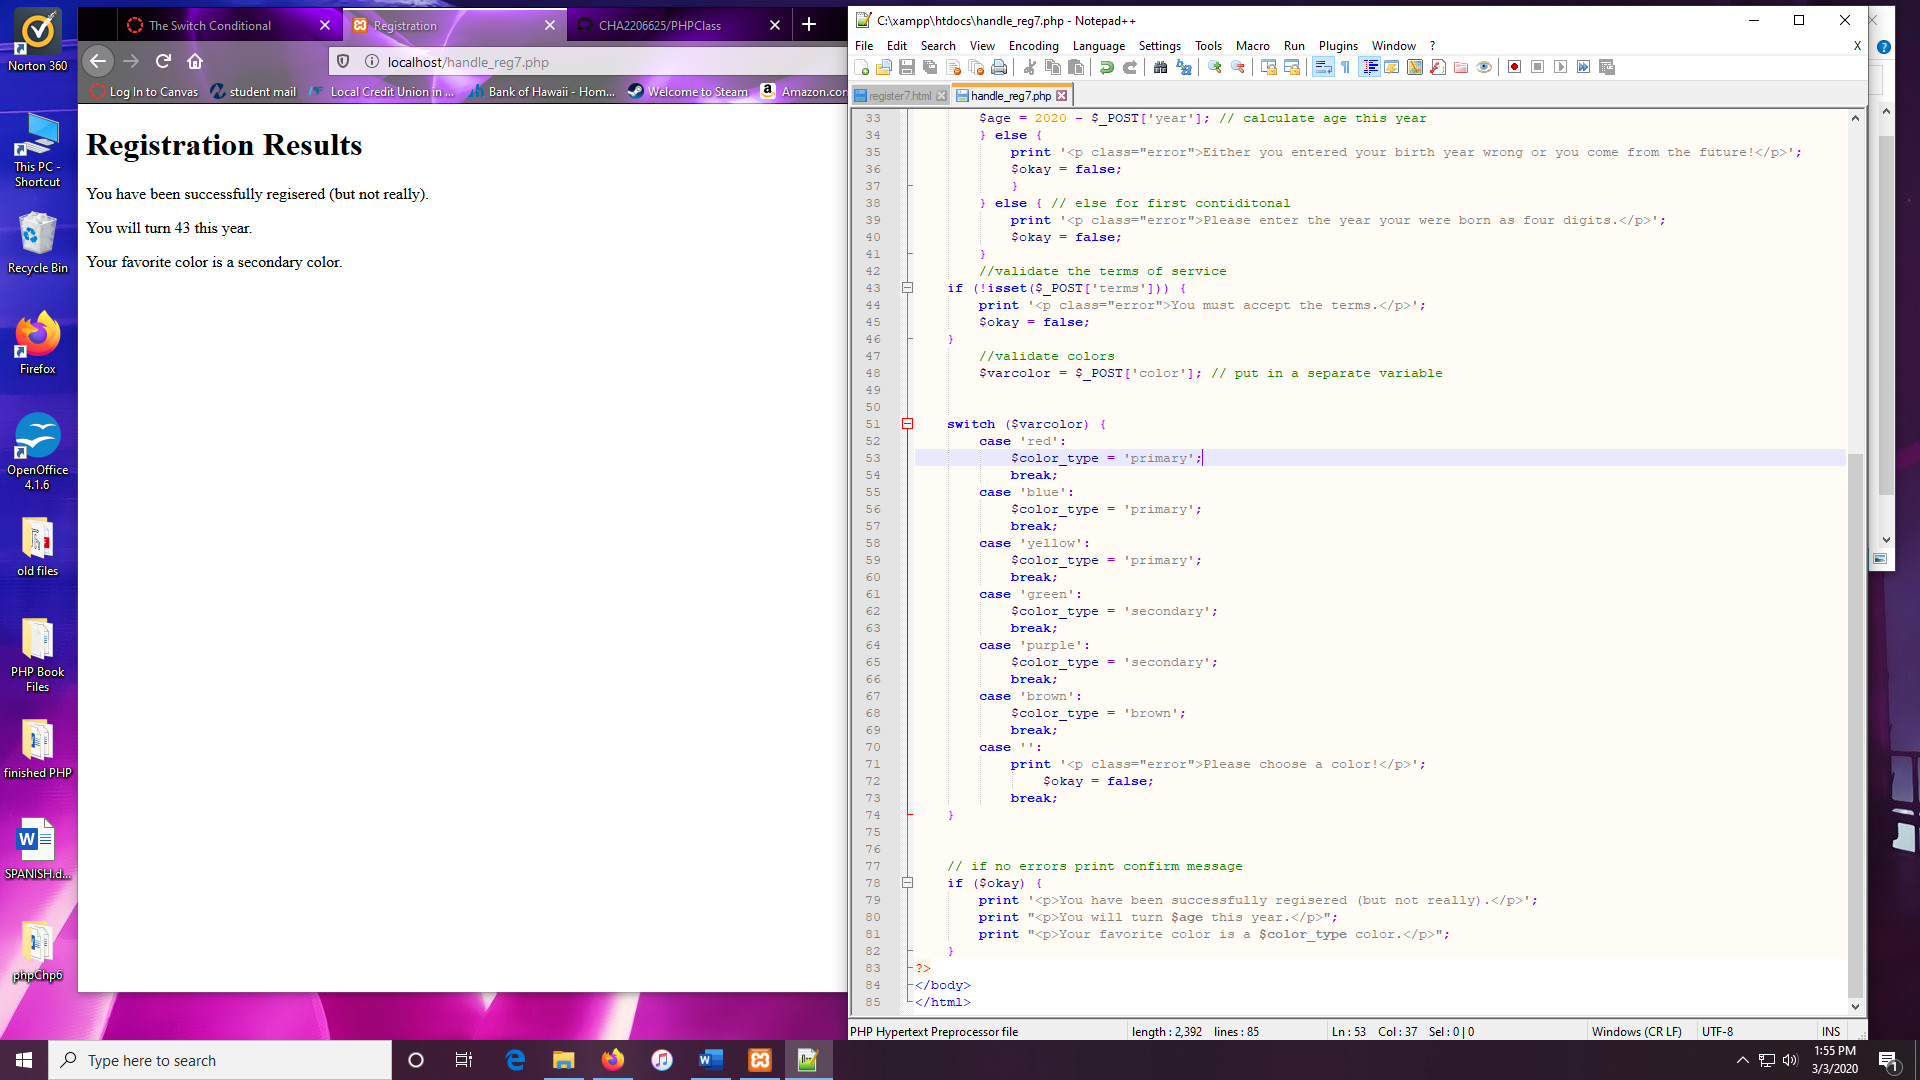 Norton 360
This PC - Shortcut
Recycle Bin
Firefox
OpenOffice 4.1.6
old files
PHP Book Files
finished PHP
SPANISH.d...
phpChp6
The Switch Conditional
Registration
CHA2206625/PHPClass
localhost/handle_reg7.php
Log In to Canvas
student mail
Local Credit Union in ...
Bank of Hawaii - Hom...
Welcome to Steam
Amazon.com
Registration Results
You have been successfully regisered (but not really).
You will turn 43 this year.
Your favorite color is a secondary color.
C:\xampp\htdocs\handle_reg7.php - Notepad++
File Edit Search View Encoding Language Settings Tools Macro Run Plugins Window ? X
register7.html handle_reg7.php
33 $age = 2020 - $_POST['year']; // calculate age this year
34 } else {
35 print '<p class="error">Either you entered your birth year wrong or you come from the future!</p>';
36 $okay = false;
37 }
38 } else { // else for first contiditonal
39 print '<p class="error">Please enter the year your were born as four digits.</p>';
40 $okay = false;
41 }
42 //validate the terms of service
43 if (!isset($_POST['terms'])) {
44 print '<p class="error">You must accept the terms.</p>';
45 $okay = false;
46 }
47 //validate colors
48 $varcolor = $_POST['color']; // put in a separate variable
49
50
51 switch ($varcolor) {
52 case 'red':
53 $color_type = 'primary';
54 break;
55 case 'blue':
56 $color_type = 'primary';
57 break;
58 case 'yellow':
59 $color_type = 'primary';
60 break;
61 case 'green':
62 $color_type = 'secondary';
63 break;
64 case 'purple':
65 $color_type = 'secondary';
66 break;
67 case 'brown':
68 $color_type = 'brown';
69 break;
70 case '':
71 print '<p class="error">Please choose a color!</p>';
72 $okay = false;
73 break;
74 }
75
76
77 // if no errors print confirm message
78 if ($okay) {
79 print '<p>You have been successfully regisered (but not really).</p>';
80 print "<p>You will turn $age this year.</p>";
81 print "<p>Your favorite color is a $color_type color.</p>";
82 }
83 ?>
84 </body>
85 </html>
PHP Hypertext Preprocessor file length : 2,392 lines : 85 Ln : 53 Col : 37 Sel : 0 | 0 Windows (CR LF) UTF-8 INS
Type here to search
1:55 PM
3/3/2020
1